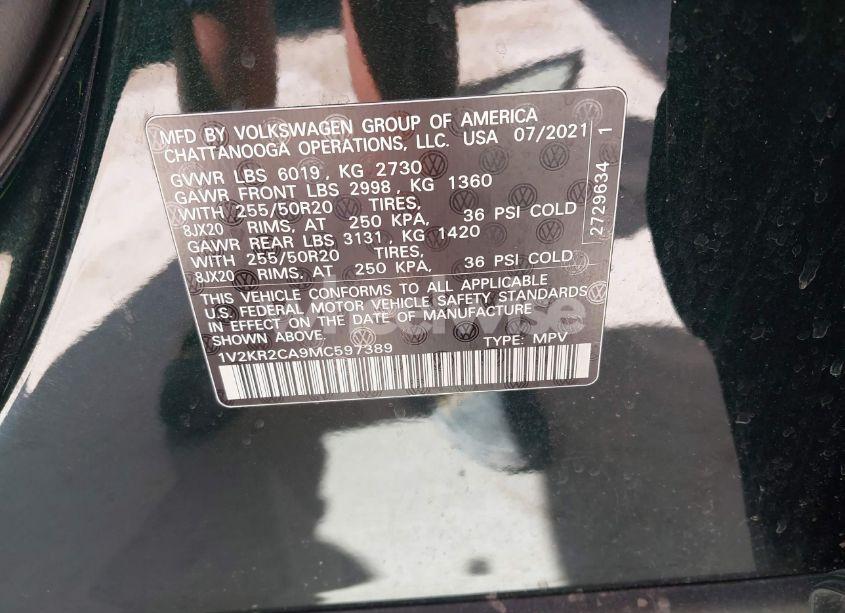 MFD BY VOLKSWAGEN GROUP OF AMERICA
CHATTANOOGA OPERATIONS, LLC. USA 07/2021
GVWR LBS 6019, KG 2730
GAWR FRONT LBS 2998, KG 1360
WITH 255/50R20 TIRES,
8JX20 RIMS, AT 250 KPA, 36 PSI COLD
GAWR REAR LBS 3131, KG 1420
WITH 255/50R20 TIRES,
8JX20 RIMS, AT 250 KPA, 36 PSI COLD
THIS VEHICLE CONFORMS TO ALL APPLICABLE
U.S. FEDERAL MOTOR VEHICLE SAFETY STANDARDS
IN EFFECT ON THE DATE OF MANUFACTURE
SHOWN ABOVE.
1V2KR2CA9MC597389 TYPE: MPV
2729634 1